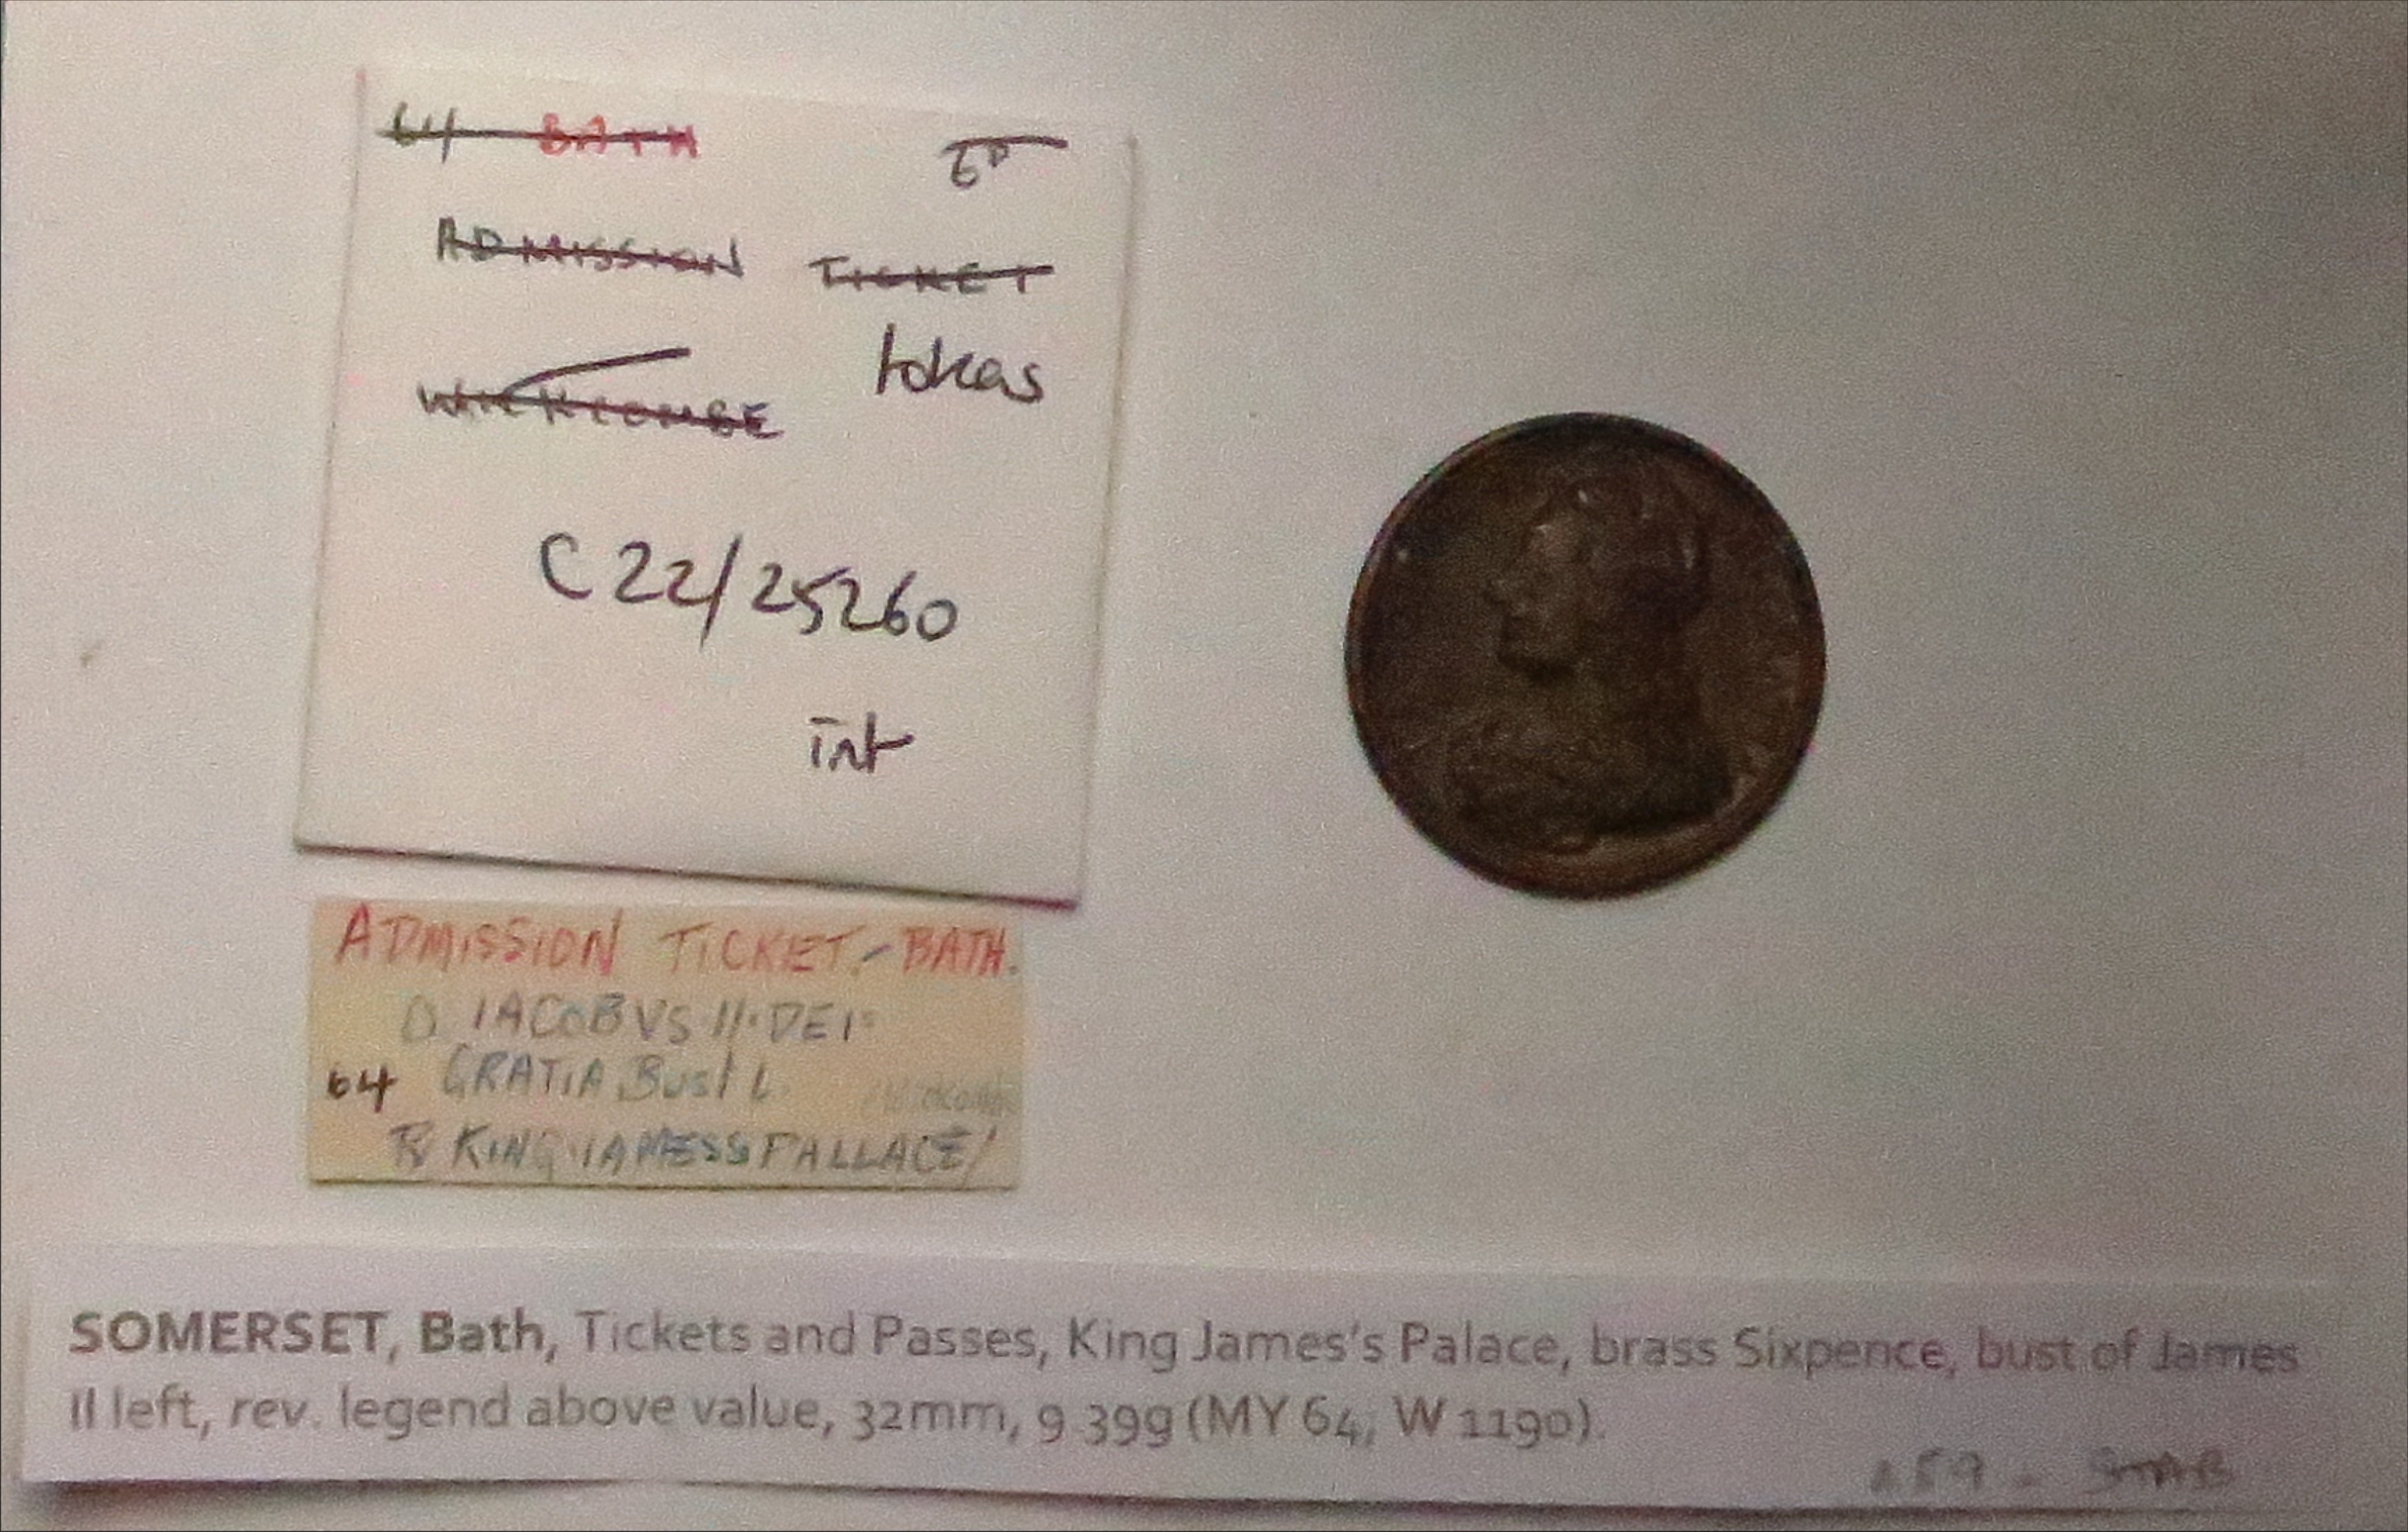 64 BATH 6D
ADMISSION TICKET
tokens
C22/25260
int
ADMISSION TICKET.-BATH.
O IACOBVS II·DEI·
64 GRATIA Bust L.
R KING IAMESS PALLACE/
SOMERSET, Bath, Tickets and Passes, King James's Palace, brass Sixpence, bust of James
II left, rev. legend above value, 32mm, 9 39g (MY 64, W 1190).